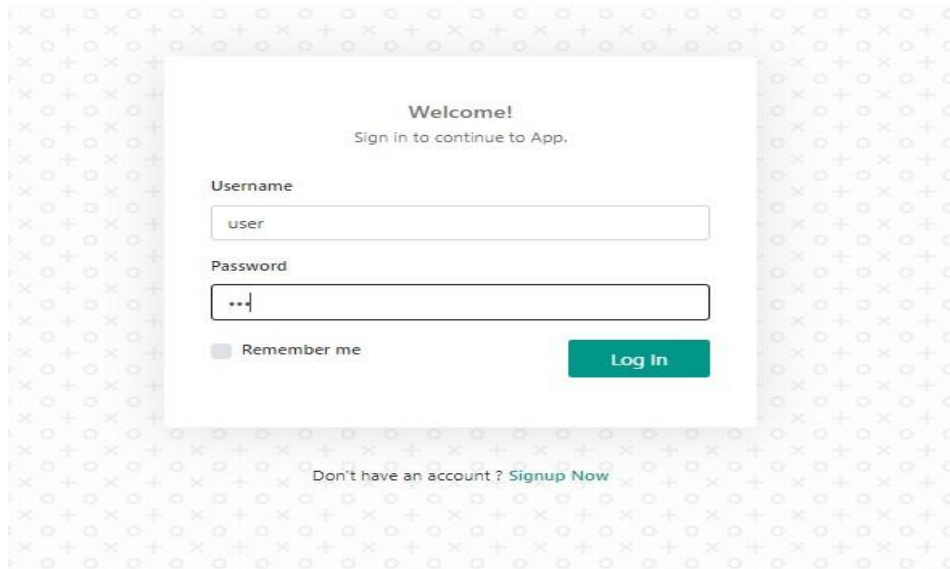 Welcome!
Sign in to continue to App.
Username
user
Password
•••
Remember me
Log In
Don't have an account ? Signup Now